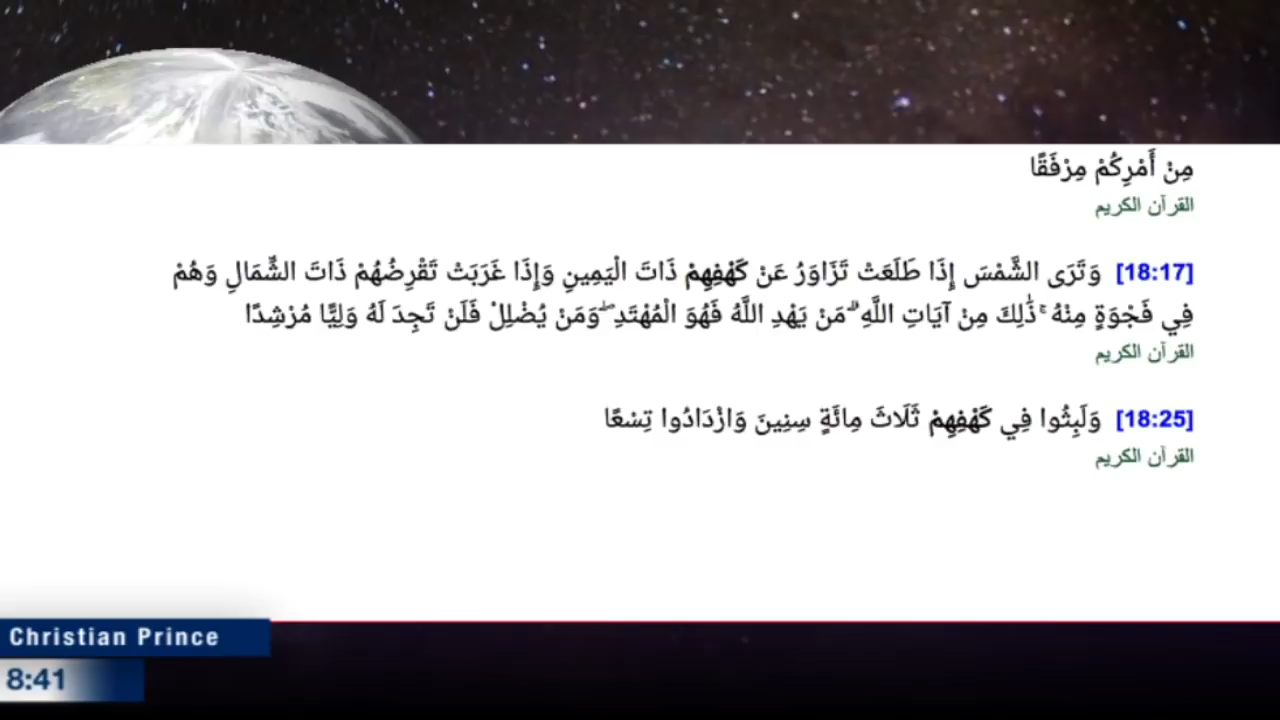 مِنْ أَمْرِكُمْ مِرْفَقًا
القرآن الكريم
[18:17] وَتَرَى الشَّمْسَ إِذَا طَلَعَتْ تَزَاوَرُ عَنْ كَهْفِهِمْ ذَاتَ الْيَمِينِ وَإِذَا غَرَبَتْ تَقْرِضُهُمْ ذَاتَ الشِّمَالِ وَهُمْ
فِي فَجْوَةٍ مِنْهُ ۚ ذَٰلِكَ مِنْ آيَاتِ اللَّهِ ۗ مَنْ يَهْدِ اللَّهُ فَهُوَ الْمُهْتَدِ ۖ وَمَنْ يُضْلِلْ فَلَنْ تَجِدَ لَهُ وَلِيًّا مُرْشِدًا
القرآن الكريم
[18:25] وَلَبِثُوا فِي كَهْفِهِمْ ثَلَاثَ مِائَةٍ سِنِينَ وَازْدَادُوا تِسْعًا
القرآن الكريم
Christian Prince
8:41